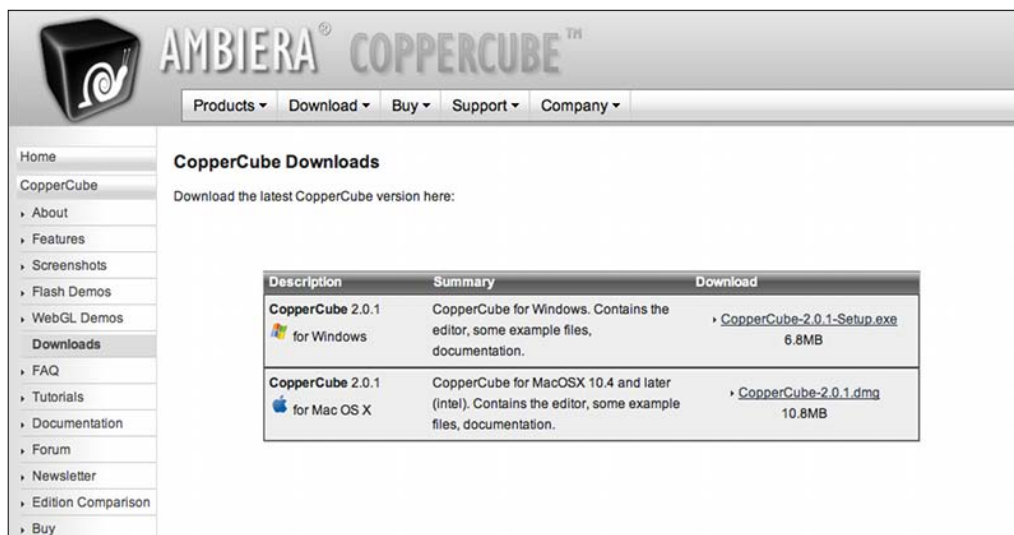 AMBIERA® COPPERCUBE™
Products Download Buy Support Company
Home
CopperCube
About
Features
Screenshots
Flash Demos
WebGL Demos
Downloads
FAQ
Tutorials
Documentation
Forum
Newsletter
Edition Comparison
Buy
CopperCube Downloads
Download the latest CopperCube version here:
Description Summary Download
CopperCube 2.0.1
for Windows
CopperCube for Windows. Contains the
editor, some example files,
documentation.
CopperCube-2.0.1-Setup.exe
6.8MB
CopperCube 2.0.1
for Mac OS X
CopperCube for MacOSX 10.4 and later
(intel). Contains the editor, some example
files, documentation.
CopperCube-2.0.1.dmg
10.8MB